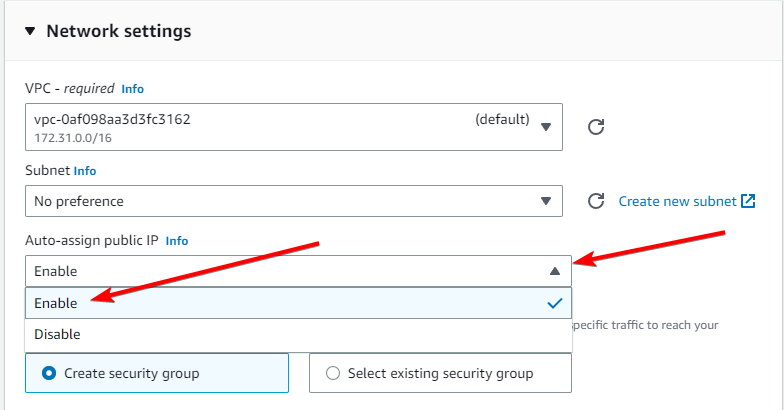 Network settings
VPC - required Info
vpc-0af098aa3d3fc3162 (default)
172.31.0.0/16
Subnet Info
No preference Create new subnet
Auto-assign public IP Info
Enable
Enable
specific traffic to reach your
Disable
Create security group Select existing security group